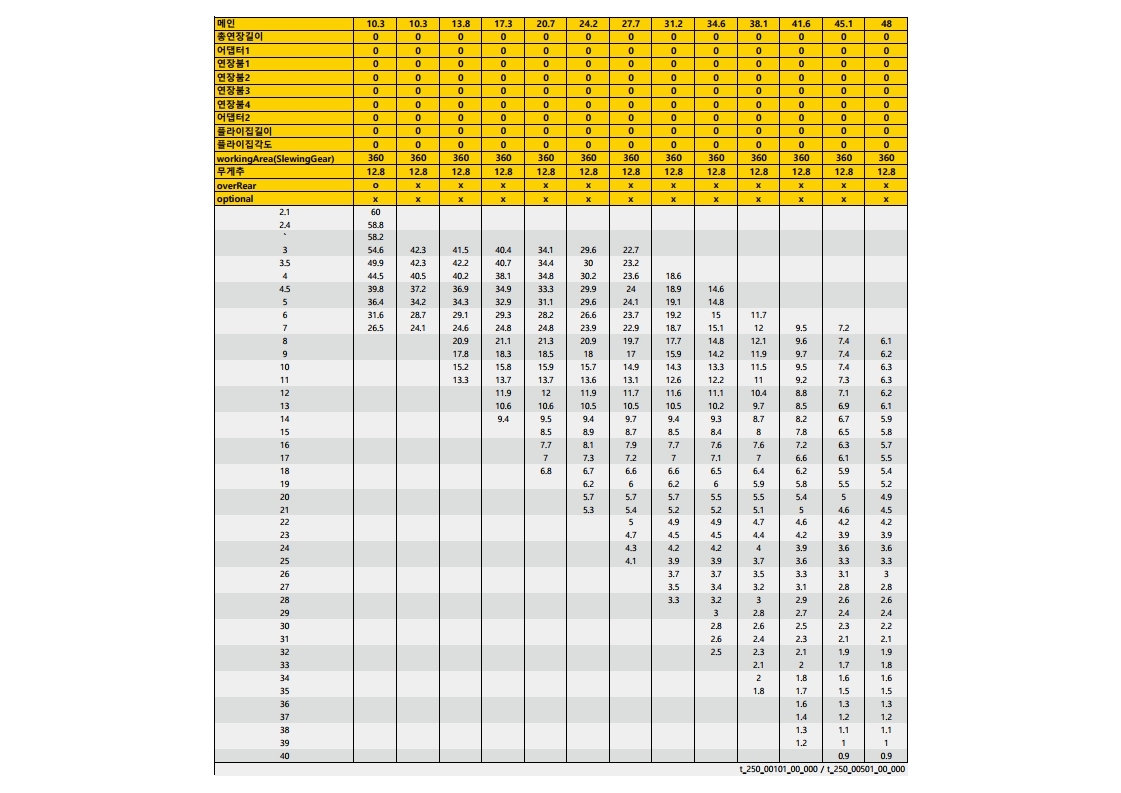 메인 10.3 10.3 13.8 17.3 20.7 24.2 27.7 31.2 34.6 38.1 41.6 45.1 48
총연장길이 0 0 0 0 0 0 0 0 0 0 0 0 0
어댑터1 0 0 0 0 0 0 0 0 0 0 0 0 0
연장붐1 0 0 0 0 0 0 0 0 0 0 0 0 0
연장붐2 0 0 0 0 0 0 0 0 0 0 0 0 0
연장붐3 0 0 0 0 0 0 0 0 0 0 0 0 0
연장붐4 0 0 0 0 0 0 0 0 0 0 0 0 0
어댑터2 0 0 0 0 0 0 0 0 0 0 0 0 0
플라이집길이 0 0 0 0 0 0 0 0 0 0 0 0 0
플라이집각도 0 0 0 0 0 0 0 0 0 0 0 0 0
workingArea(SlewingGear) 360 360 360 360 360 360 360 360 360 360 360 360 360
무게추 12.8 12.8 12.8 12.8 12.8 12.8 12.8 12.8 12.8 12.8 12.8 12.8 12.8
overRear o x x x x x x x x x x x x
optional x x x x x x x x x x x x x
2.1 60
2.4 58.8
` 58.2
3 54.6 42.3 41.5 40.4 34.1 29.6 22.7
3.5 49.9 42.3 42.2 40.7 34.4 30 23.2
4 44.5 40.5 40.2 38.1 34.8 30.2 23.6 18.6
4.5 39.8 37.2 36.9 34.9 33.3 29.9 24 18.9 14.6
5 36.4 34.2 34.3 32.9 31.1 29.6 24.1 19.1 14.8
6 31.6 28.7 29.1 29.3 28.2 26.6 23.7 19.2 15 11.7
7 26.5 24.1 24.6 24.8 24.8 23.9 22.9 18.7 15.1 12 9.5 7.2
8 20.9 21.1 21.3 20.9 19.7 17.7 14.8 12.1 9.6 7.4 6.1
9 17.8 18.3 18.5 18 17 15.9 14.2 11.9 9.7 7.4 6.2
10 15.2 15.8 15.9 15.7 14.9 14.3 13.3 11.5 9.5 7.4 6.3
11 13.3 13.7 13.7 13.6 13.1 12.6 12.2 11 9.2 7.3 6.3
12 11.9 12 11.9 11.7 11.6 11.1 10.4 8.8 7.1 6.2
13 10.6 10.6 10.5 10.5 10.5 10.2 9.7 8.5 6.9 6.1
14 9.4 9.5 9.4 9.7 9.4 9.3 8.7 8.2 6.7 5.9
15 8.5 8.9 8.7 8.5 8.4 8 7.8 6.5 5.8
16 7.7 8.1 7.9 7.7 7.6 7.6 7.2 6.3 5.7
17 7 7.3 7.2 7 7.1 7 6.6 6.1 5.5
18 6.8 6.7 6.6 6.6 6.5 6.4 6.2 5.9 5.4
19 6.2 6 6.2 6 5.9 5.8 5.5 5.2
20 5.7 5.7 5.7 5.5 5.5 5.4 5 4.9
21 5.3 5.4 5.2 5.2 5.1 5 4.6 4.5
22 5 4.9 4.9 4.7 4.6 4.2 4.2
23 4.7 4.5 4.5 4.4 4.2 3.9 3.9
24 4.3 4.2 4.2 4 3.9 3.6 3.6
25 4.1 3.9 3.9 3.7 3.6 3.3 3.3
26 3.7 3.7 3.5 3.3 3.1 3
27 3.5 3.4 3.2 3.1 2.8 2.8
28 3.3 3.2 3 2.9 2.6 2.6
29 3 2.8 2.7 2.4 2.4
30 2.8 2.6 2.5 2.3 2.2
31 2.6 2.4 2.3 2.1 2.1
32 2.5 2.3 2.1 1.9 1.9
33 2.1 2 1.7 1.8
34 2 1.8 1.6 1.6
35 1.8 1.7 1.5 1.5
36 1.6 1.3 1.3
37 1.4 1.2 1.2
38 1.3 1.1 1.1
39 1.2 1 1
40 0.9 0.9
t_250_00101_00_000 / t_250_00501_00_000